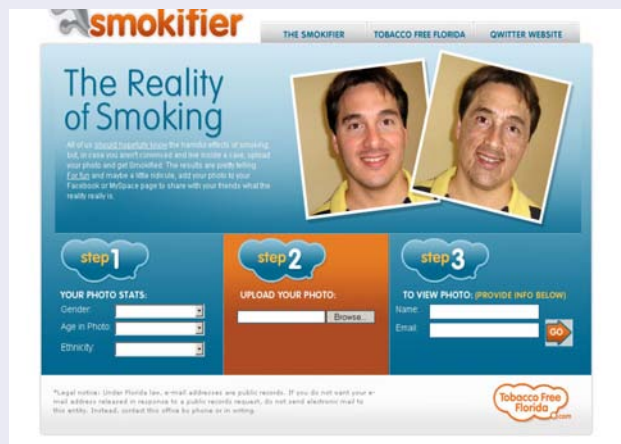 smokifier
THE SMOKIFIER
TOBACCO FREE FLORIDA
QWITTER WEBSITE
The Reality
of Smoking
All of us should hopefully know the harmful effects of smoking,
but, in case you aren't convinced and live inside a cave, upload
your photo and get Smokified. The results are pretty telling.
For fun and maybe a little ridicule, add your photo to your
Facebook or MySpace page to share with your friends what the
reality really is.
step 1
YOUR PHOTO STATS:
Gender:
Age in Photo:
Ethnicity:
step 2
UPLOAD YOUR PHOTO:
Browse...
step 3
TO VIEW PHOTO: (PROVIDE INFO BELOW)
Name:
Email:
GO
*Legal notice: Under Florida law, e-mail addresses are public records. If you do not want your e-
mail address released in response to a public records request, do not send electronic mail to
this entity. Instead, contact this office by phone or in writing.
Tobacco Free
Florida
.com